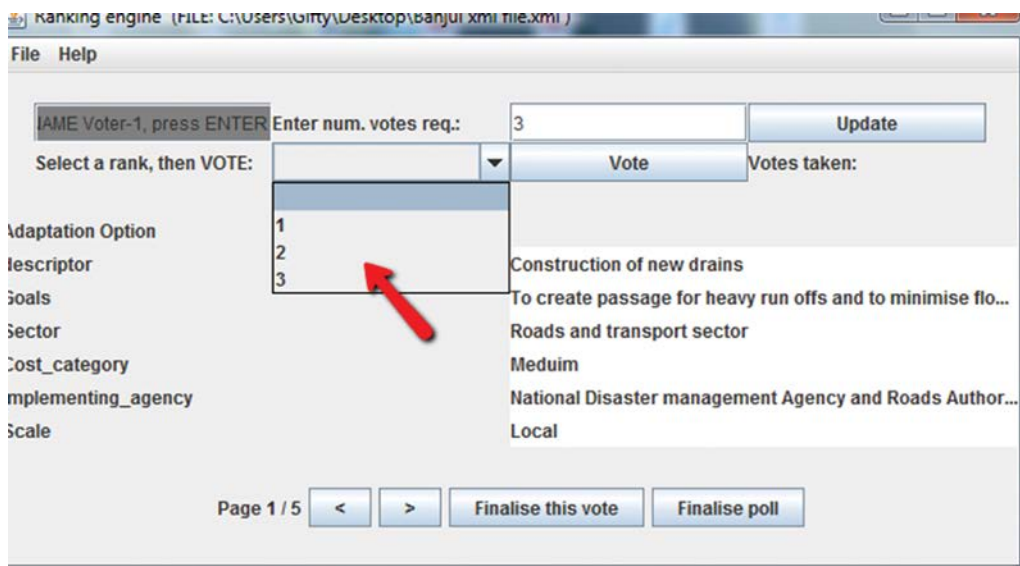 Ranking engine (FILE: C:\Users\Gifty\Desktop\Banjul xml file.xml )
File Help
NAME Voter-1, press ENTER Enter num. votes req.: 3 Update
Select a rank, then VOTE: Vote Votes taken:
1
Adaptation Option
2
descriptor Construction of new drains
3
Goals To create passage for heavy run offs and to minimise flo...
Sector Roads and transport sector
Cost_category Meduim
mplementing_agency National Disaster management Agency and Roads Author...
Scale Local
Page 1 / 5 < > Finalise this vote Finalise poll